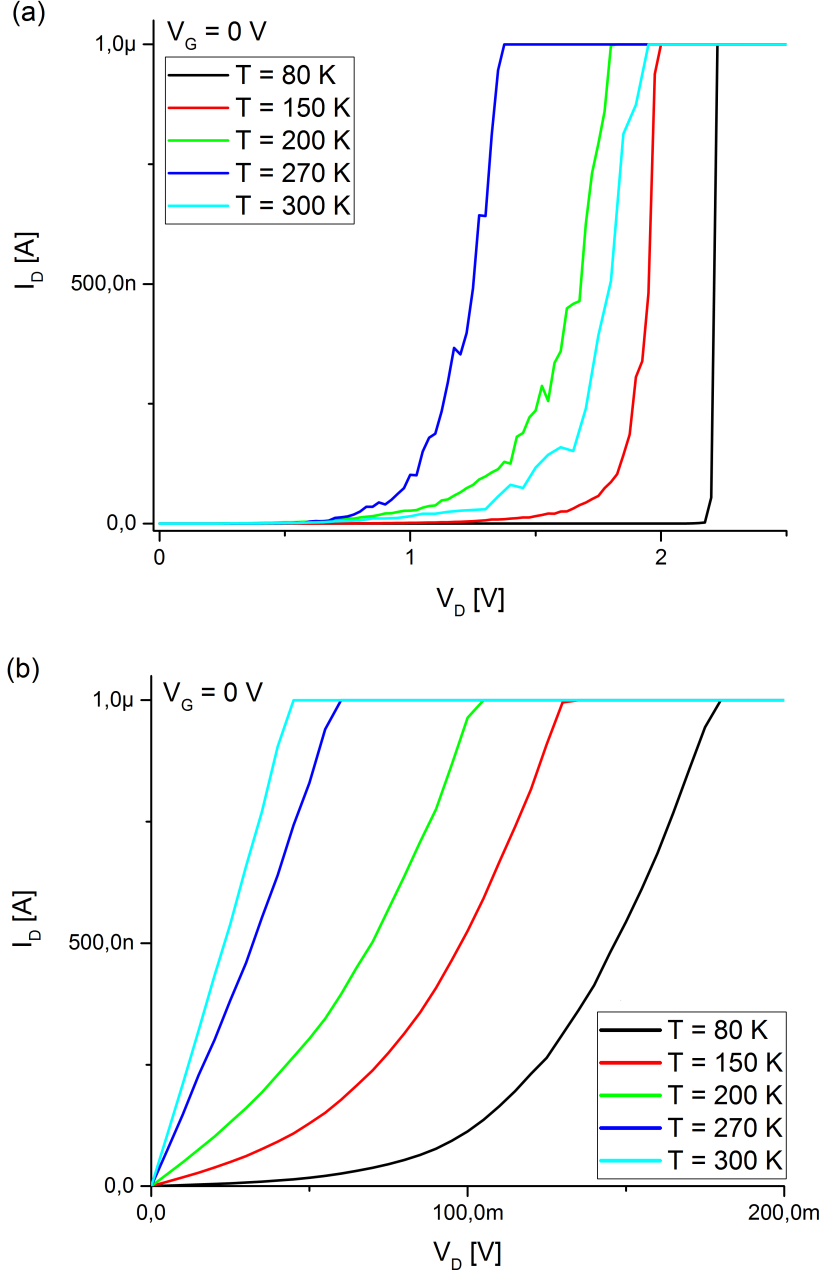 (a)
V_G = 0 V
T = 80 K
T = 150 K
T = 200 K
T = 270 K
T = 300 K
1,0µ
500,0n
0,0
I_D [A]
0
1
2
V_D [V]
(b)
V_G = 0 V
1,0µ
500,0n
0,0
I_D [A]
T = 80 K
T = 150 K
T = 200 K
T = 270 K
T = 300 K
0,0
100,0m
200,0m
V_D [V]